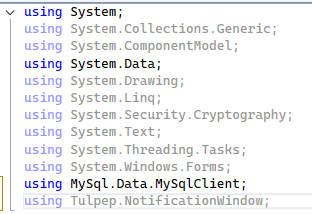 using System;
using System.Collections.Generic;
using System.ComponentModel;
using System.Data;
using System.Drawing;
using System.Linq;
using System.Security.Cryptography;
using System.Text;
using System.Threading.Tasks;
using System.Windows.Forms;
using MySql.Data.MySqlClient;
using Tulpep.NotificationWindow;